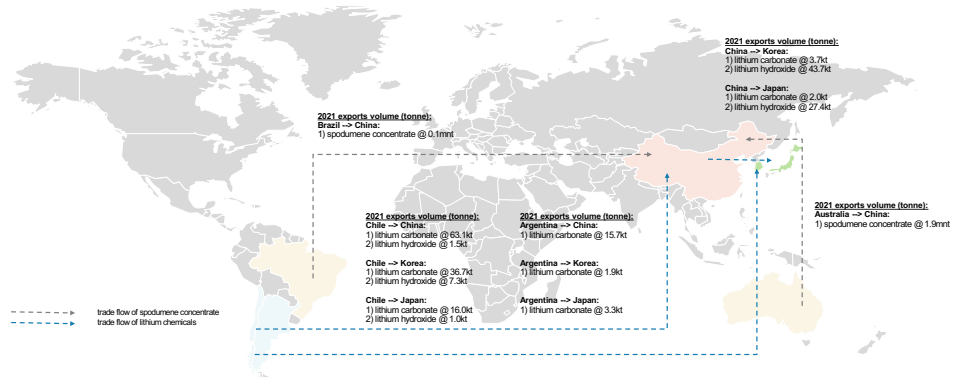 2021 exports volume (tonne):
China --> Korea:
1) lithium carbonate @ 3.7kt
2) lithium hydroxide @ 43.7kt
China --> Japan:
1) lithium carbonate @ 2.0kt
2) lithium hydroxide @ 27.4kt
2021 exports volume (tonne):
Brazil --> China:
1) spodumene concentrate @ 0.1mnt
2021 exports volume (tonne):
Australia --> China:
1) spodumene concentrate @ 1.9mnt
2021 exports volume (tonne):
Chile --> China:
1) lithium carbonate @ 63.1kt
2) lithium hydroxide @ 1.5kt
Chile --> Korea:
1) lithium carbonate @ 36.7kt
2) lithium hydroxide @ 7.3kt
Chile --> Japan:
1) lithium carbonate @ 16.0kt
2) lithium hydroxide @ 1.0kt
2021 exports volume (tonne):
Argentina --> China:
1) lithium carbonate @ 15.7kt
Argentina --> Korea:
1) lithium carbonate @ 1.9kt
Argentina --> Japan:
1) lithium carbonate @ 3.3kt
trade flow of spodumene concentrate
trade flow of lithium chemicals